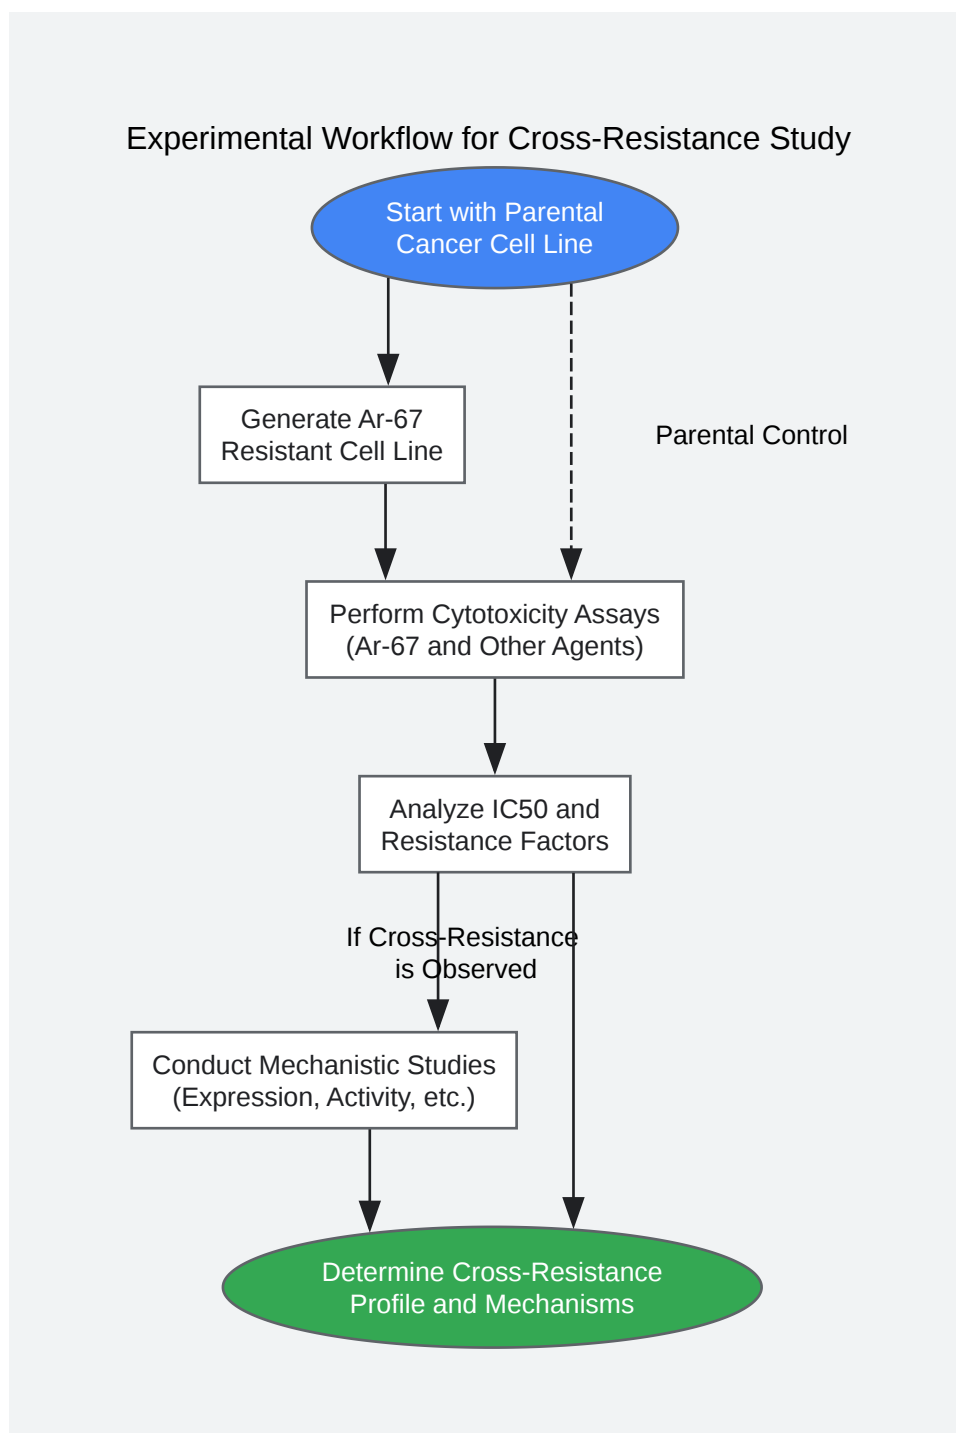 Experimental Workflow for Cross-Resistance Study
Start with Parental
Cancer Cell Line
Generate Ar-67
Resistant Cell Line
Parental Control
Perform Cytotoxicity Assays
(Ar-67 and Other Agents)
Analyze IC50 and
Resistance Factors
If Cross-Resistance
is Observed
Conduct Mechanistic Studies
(Expression, Activity, etc.)
Determine Cross-Resistance
Profile and Mechanisms